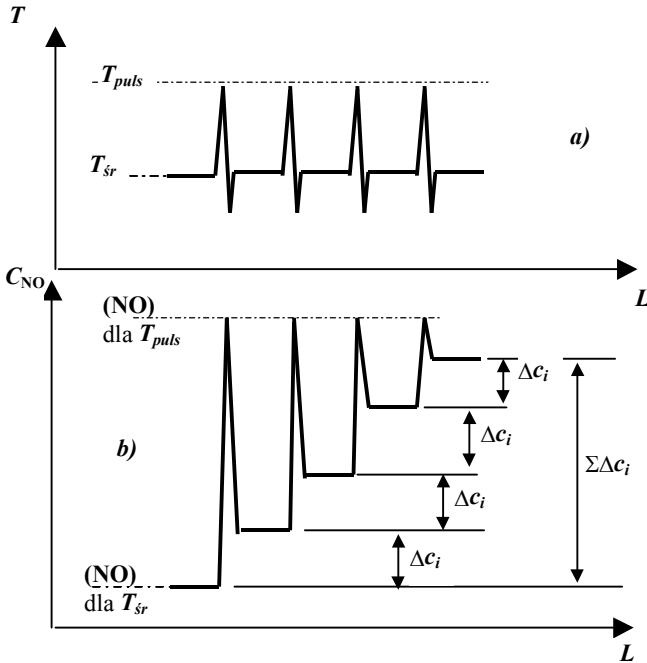 T
T_puls
a)
T_śr
C_NO
L
(NO)
dla T_puls
Δc_i
Δc_i
b)
ΣΔc_i
Δc_i
Δc_i
(NO)
dla T_śr
L